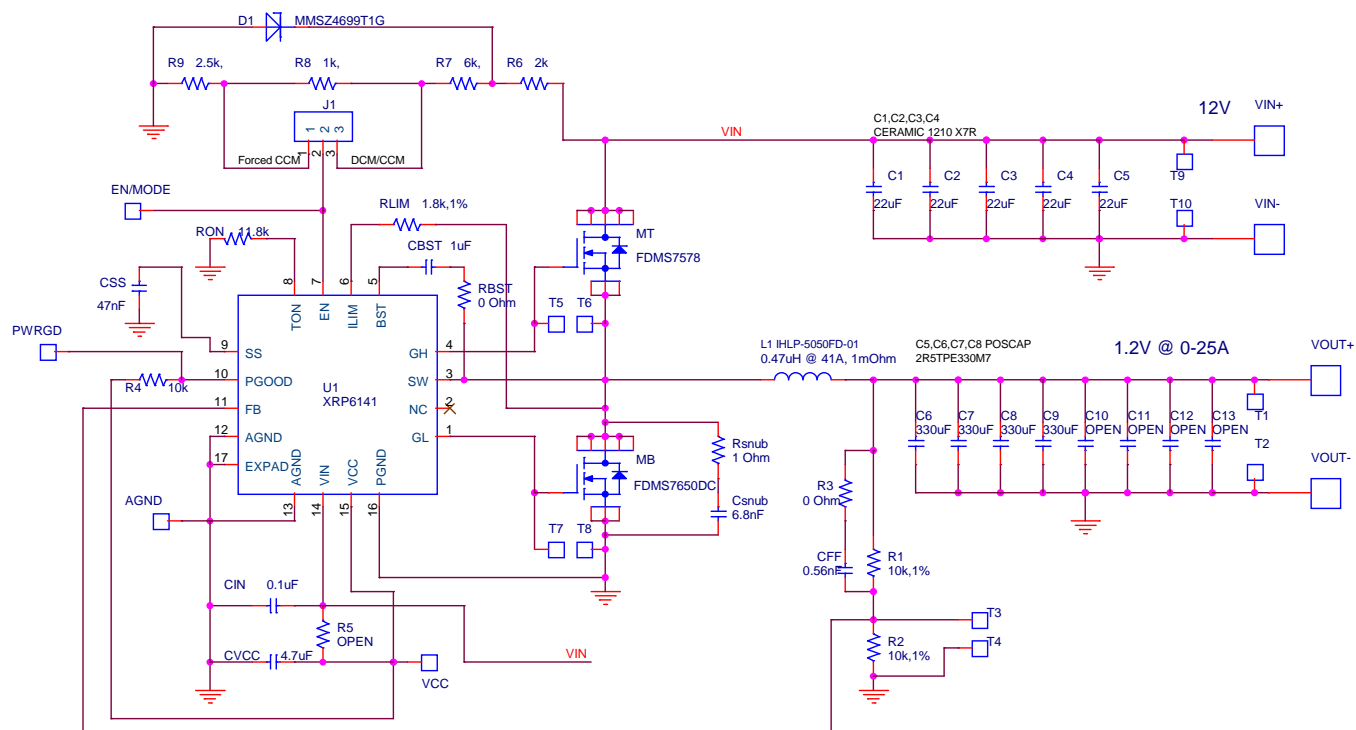 D1 MMSZ4699T1G
R9 2.5k,
R8 1k,
R7 6k,
R6 2k
J1
1 2 3
1
2
3
Forced CCM
DCM/CCM
VIN
C1,C2,C3,C4
CERAMIC 1210 X7R
12V
VIN+
C1
22uF
C2
22uF
C3
22uF
C4
22uF
C5
22uF
T9
T10
VIN-
EN/MODE
RLIM 1.8k,1%
RON 11.8k
CBST 1uF
MT
FDMS7578
CSS
47nF
8
7
6
5
TON
EN
ILIM
BST
RBST
0 Ohm
T5 T6
PWRGD
9
SS
GH
4
R4 10k
10
PGOOD
SW
3
U1
XRP6141
11
FB
NC
2
12
AGND
GL
1
17
EXPAD
AGND
VIN
VCC
PGND
13
14
15
16
AGND
L1 IHLP-5050FD-01
0.47uH @ 41A, 1mOhm
C5,C6,C7,C8 POSCAP
2R5TPE330M7
1.2V @ 0-25A
VOUT+
C6
330uF
C7
330uF
C8
330uF
C9
330uF
C10
OPEN
C11
OPEN
C12
OPEN
C13
OPEN
T1
T2
VOUT-
Rsnub
1 Ohm
MB
FDMS7650DC
Csnub
6.8nF
T7 T8
R3
0 Ohm
CFF
0.56nF
R1
10k,1%
CIN 0.1uF
R5
OPEN
CVCC 4.7uF
VIN
VCC
T3
R2
10k,1%
T4